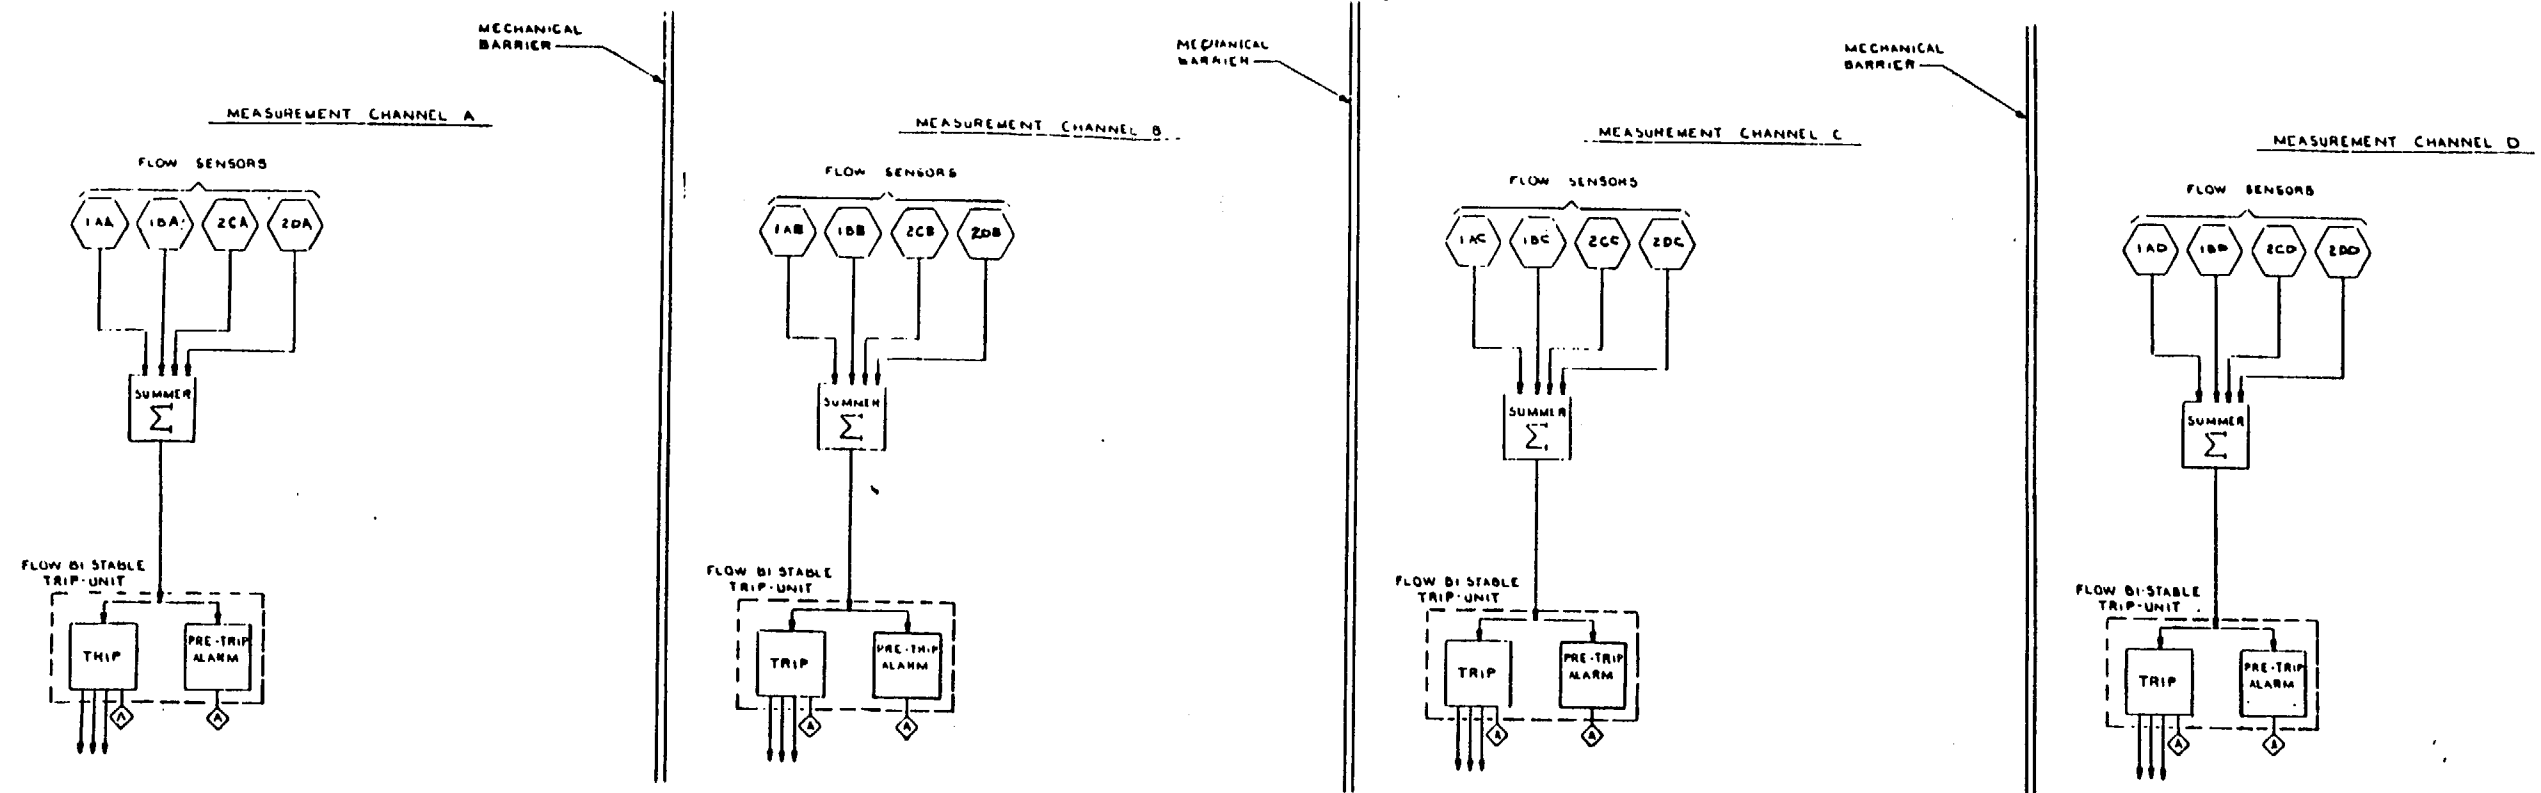 MECHANICAL
BARRIER
MEASUREMENT CHANNEL A
FLOW SENSORS
1AA 1BA 2CA 2DA
SUMMER
Σ
FLOW BI STABLE
TRIP-UNIT
TRIP
PRE-TRIP
ALARM
A A
MECHANICAL
BARRIER
MEASUREMENT CHANNEL B
FLOW SENSORS
1AB 1BB 2CB 2DB
SUMMER
Σ
FLOW BI STABLE
TRIP-UNIT
TRIP
PRE-TRIP
ALARM
A A
MECHANICAL
BARRIER
MEASUREMENT CHANNEL C
FLOW SENSORS
1AC 1BC 2CC 2DC
SUMMER
Σ
FLOW BI STABLE
TRIP-UNIT
TRIP
PRE-TRIP
ALARM
A A
MEASUREMENT CHANNEL D
FLOW SENSORS
1AD 1BD 2CD 2DD
SUMMER
Σ
FLOW BI-STABLE
TRIP-UNIT
TRIP
PRE-TRIP
ALARM
A A